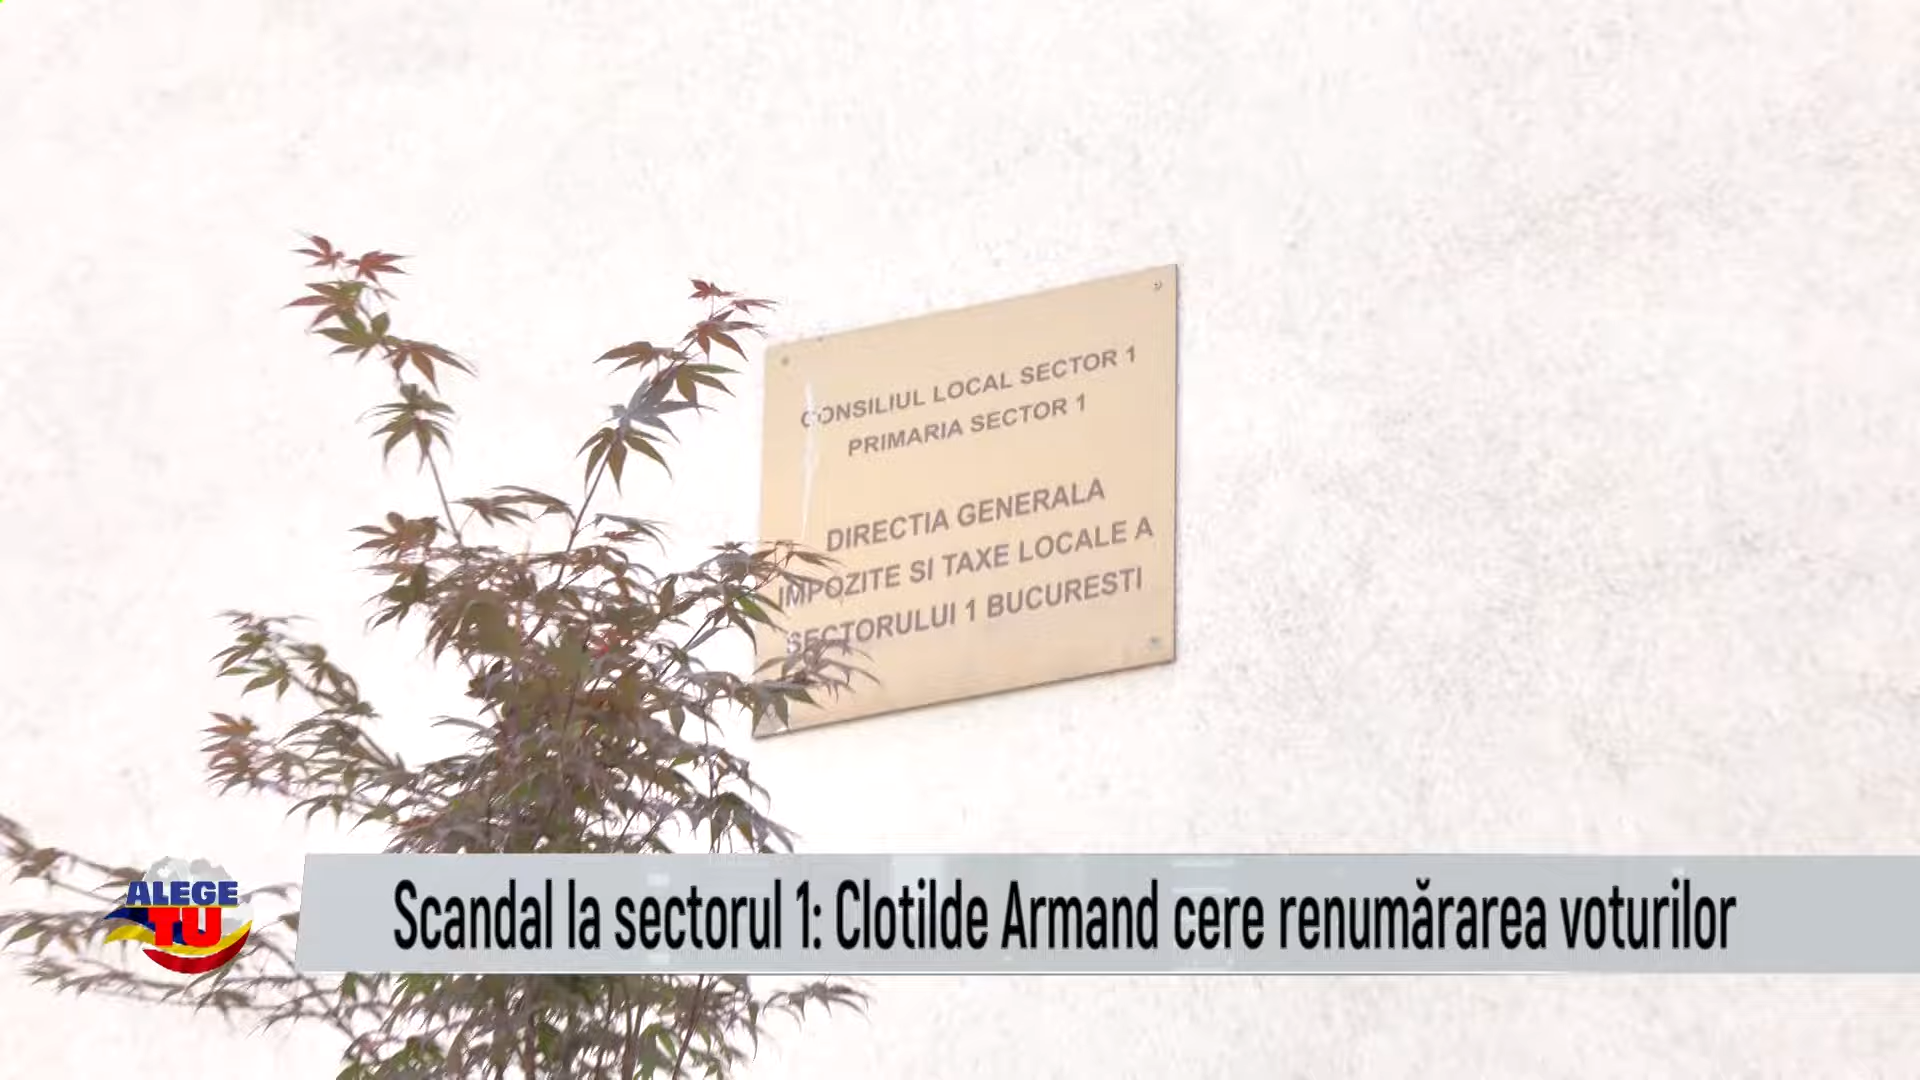 CONSILIUL LOCAL SECTOR 1
PRIMARIA SECTOR 1
DIRECTIA GENERALA
IMPOZITE SI TAXE LOCALE A
SECTORULUI 1 BUCURESTI
ALEGE
TU
Scandal la sectorul 1: Clotilde Armand cere renumărarea voturilor